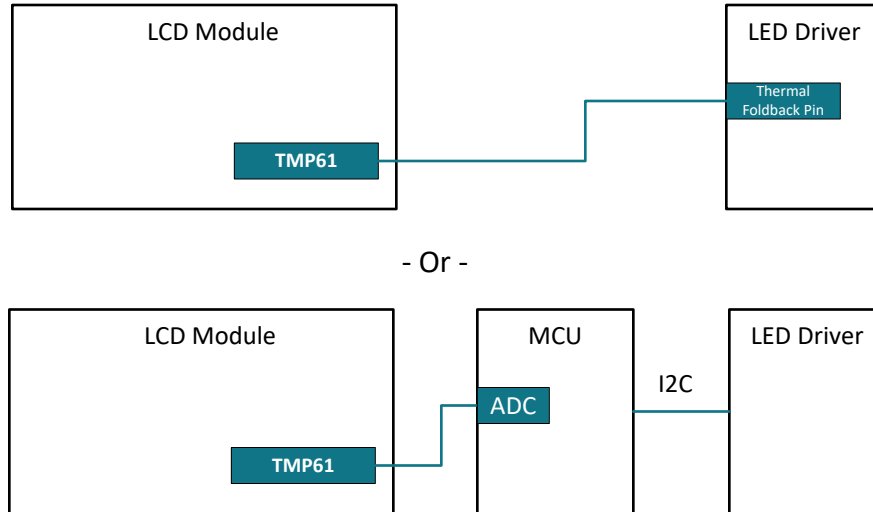 LCD Module
LED Driver
Thermal
Foldback Pin
TMP61
- Or -
LCD Module
MCU
LED Driver
I2C
ADC
TMP61